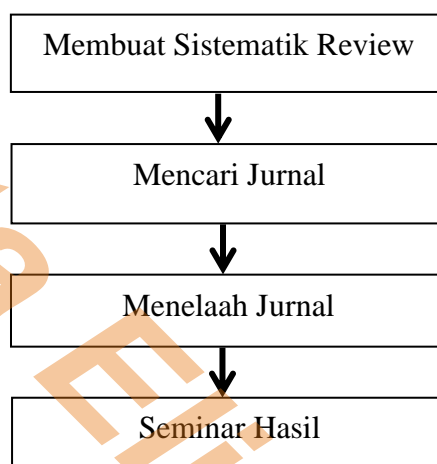 Membuat Sistematik Review
Mencari Jurnal
Menelaah Jurnal
Seminar Hasil